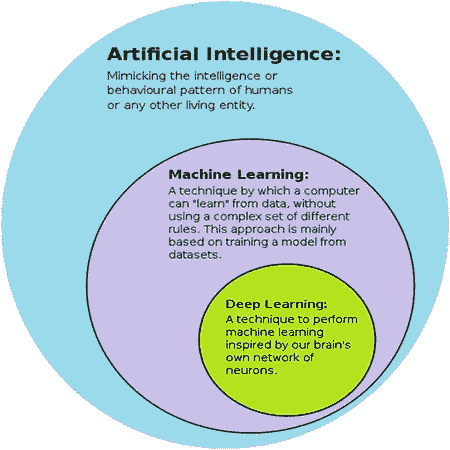 Artificial Intelligence:
Mimicking the intelligence or
behavioural pattern of humans
or any other living entity.
Machine Learning:
A technique by which a computer
can "learn" from data, without
using a complex set of different
rules. This approach is mainly
based on training a model from
datasets.
Deep Learning:
A technique to perform
machine learning
inspired by our brain's
own network of
neurons.